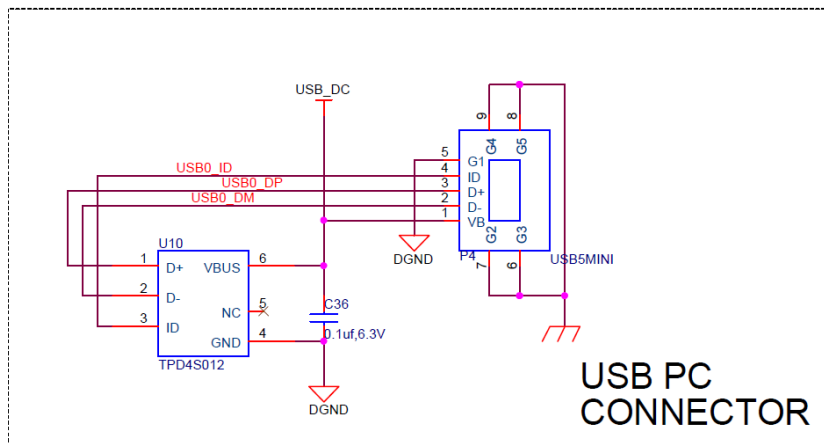 USB_DC
9
8
G4
G5
5
G1
USB0_ID
4
ID
USB0_DP
3
D+
USB0_DM
2
D-
1
VB
G2
G3
DGND
P4
7
6
USB5MINI
U10
1
D+
VBUS
6
2
D-
NC
5
3
ID
GND
4
TPD4S012
C36
0.1uf,6.3V
DGND
USB PC
CONNECTOR